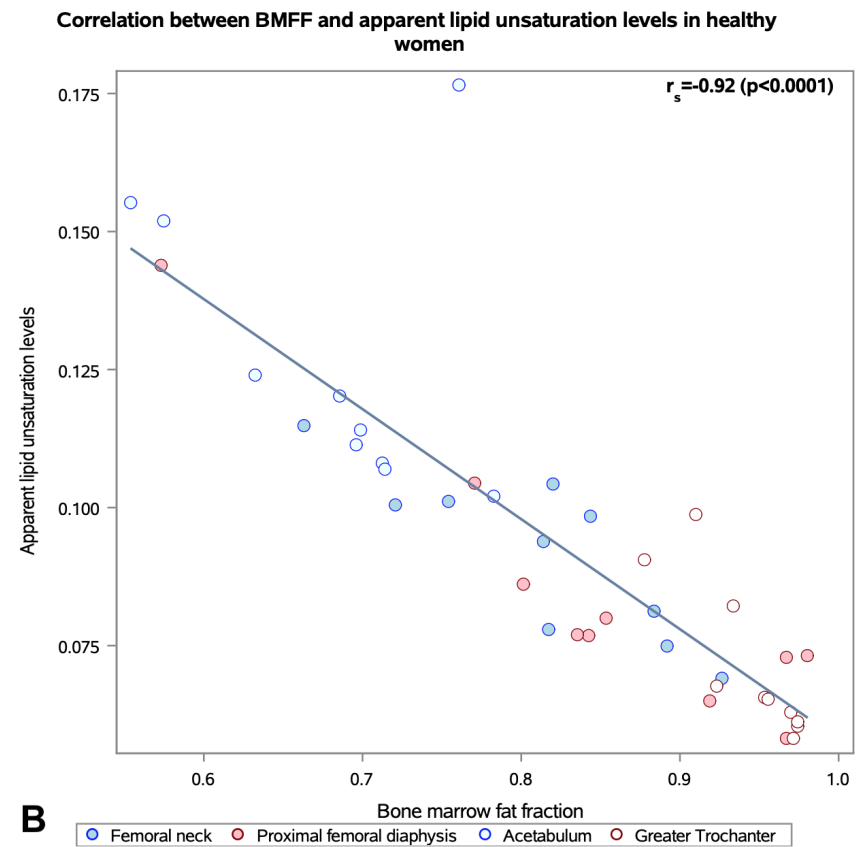 Correlation between BMFF and apparent lipid unsaturation levels in healthy
women
rs=-0.92 (p<0.0001)
0.175
0.150
0.125
0.100
0.075
Apparent lipid unsaturation levels
0.6 0.7 0.8 0.9 1.0
Bone marrow fat fraction
B
Femoral neck Proximal femoral diaphysis Acetabulum Greater Trochanter